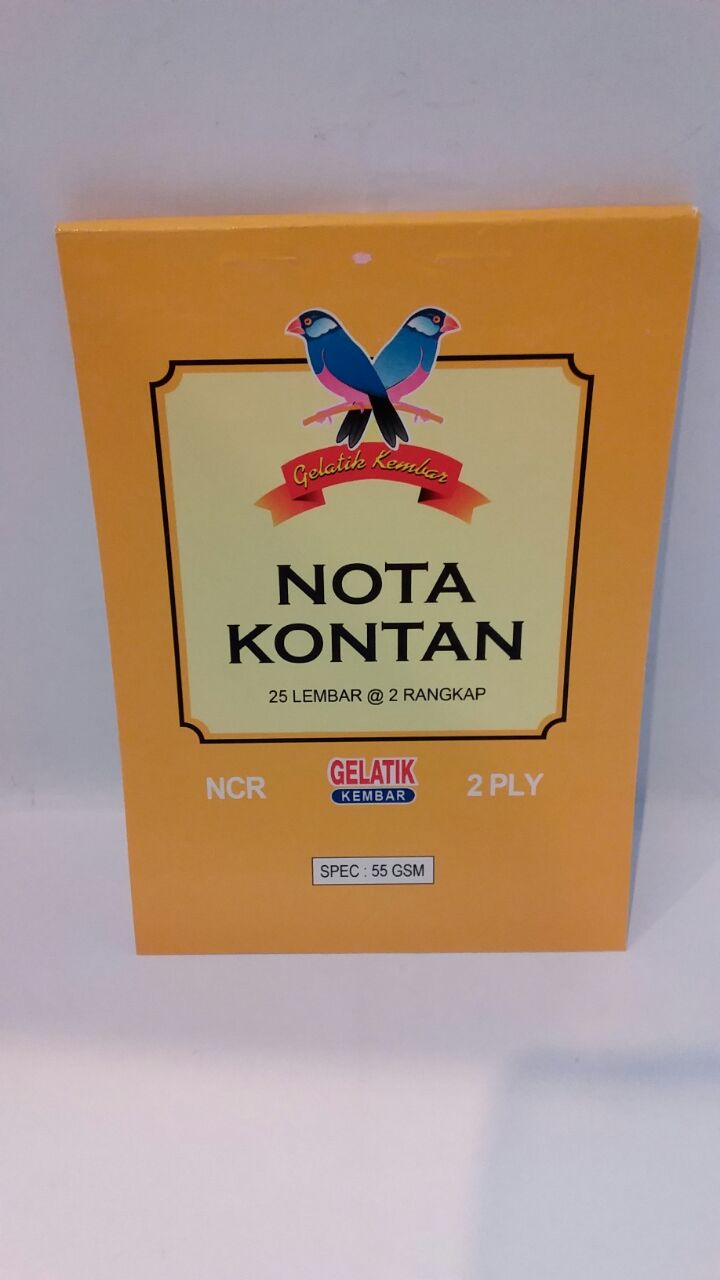 Gelatik Kembar
NOTA
KONTAN
25 LEMBAR @ 2 RANGKAP
NCR
GELATIK
KEMBAR
2 PLY
SPEC : 55 GSM